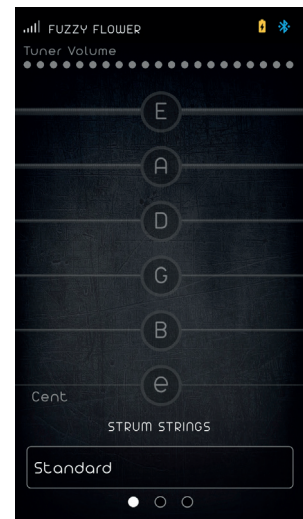 FUZZY FLOWER
Tuner Volume
E
A
D
G
B
e
Cent
STRUM STRINGS
Standard